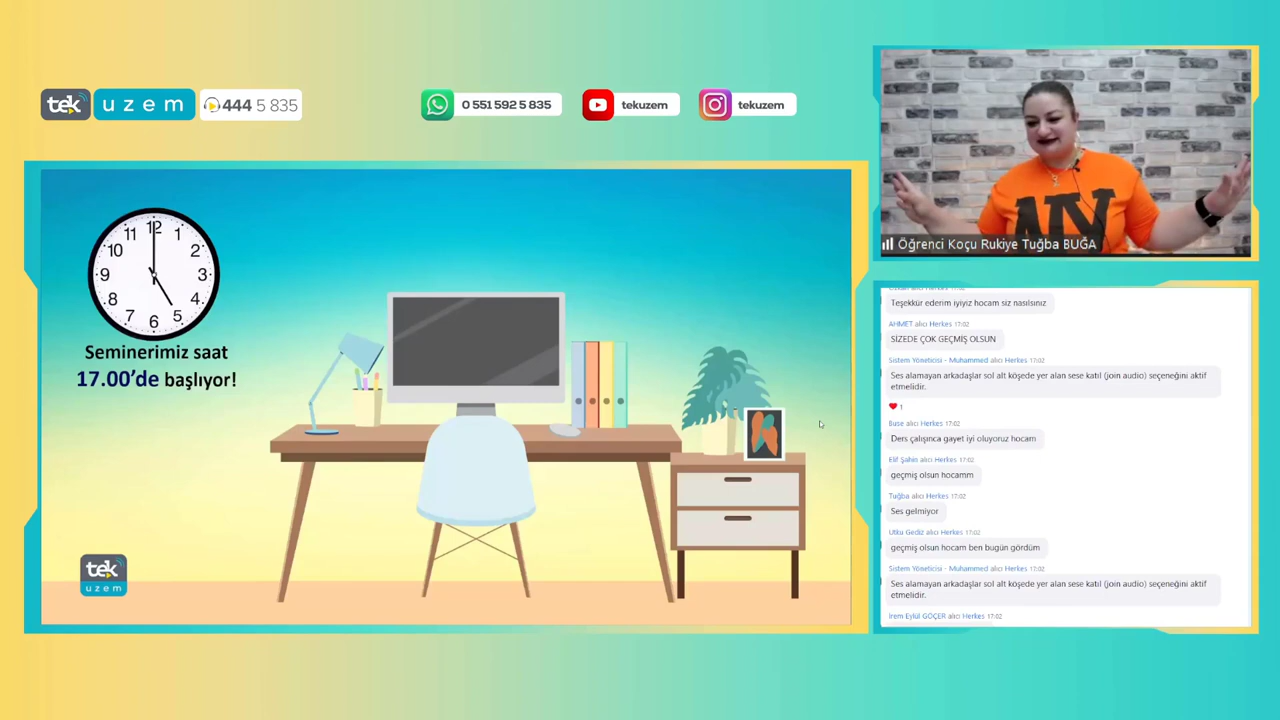 tek uzem 444 5 835
0 551 592 5 835
tekuzem
tekuzem
12
11 1
10 2
9 3
8 4
7 5
6
Seminerimiz saat
17.00’de başlıyor!
tek
uzem
NY
Öğrenci Koçu Rukiye Tuğba BUĞA
Teşekkür ederim iyiyiz hocam siz nasılsınız
AHMET alıcı Herkes 17:02
SİZEDE ÇOK GEÇMİŞ OLSUN
Sistem Yöneticisi - Muhammed alıcı Herkes 17:02
Ses alamayan arkadaşlar sol alt köşede yer alan sese katıl (join audio) seçeneğini aktif
etmelidir.
1
Buse alıcı Herkes 17:02
Ders çalışınca gayet iyi oluyoruz hocam
Elif Şahin alıcı Herkes 17:02
geçmiş olsun hocamm
Tuğba alıcı Herkes 17:02
Ses gelmiyor
Utku Gediz alıcı Herkes 17:02
geçmiş olsun hocam ben bugün gördüm
Sistem Yöneticisi - Muhammed alıcı Herkes 17:02
Ses alamayan arkadaşlar sol alt köşede yer alan sese katıl (join audio) seçeneğini aktif
etmelidir.
İrem Eylül GÖÇER alıcı Herkes 17:02